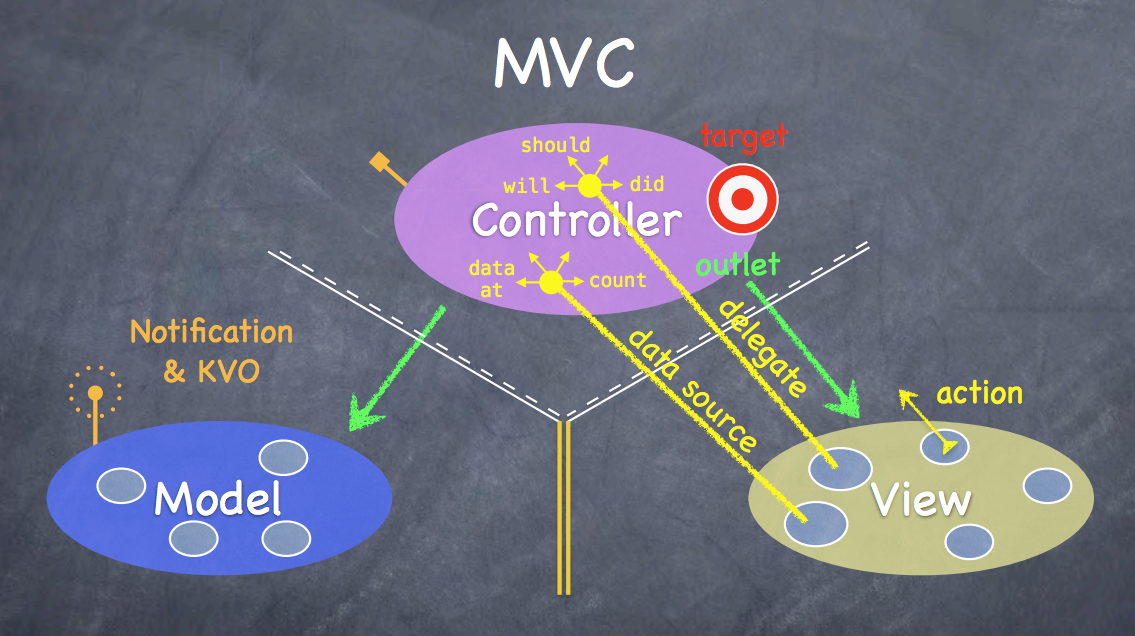 MVC
should
target
will
did
Controller
data
at
count
outlet
delegate
data source
Notification
& KVO
action
Model
View